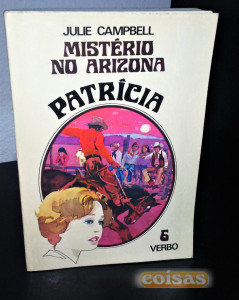 JULIE CAMPBELL
MISTÉRIO
NO ARIZONA
PATRÍCIA
6
VERBO
coisas